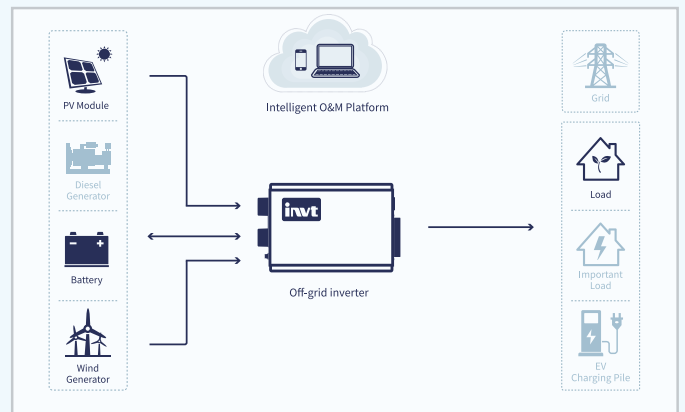 PV Module
Diesel
Generator
Battery
Wind
Generator
Intelligent O&M Platform
invt
Off-grid inverter
Grid
Load
Important
Load
EV
Charging Pile